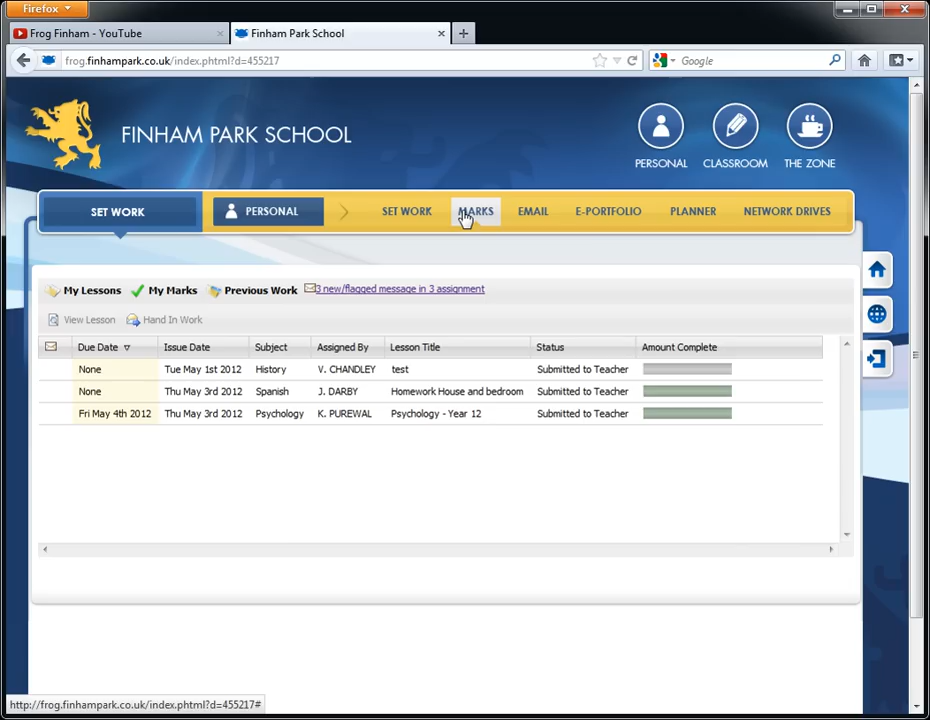 Firefox
Frog Finham - YouTube
Finham Park School
frog.finhampark.co.uk/index.phtml?d=455217
Google
FINHAM PARK SCHOOL
PERSONAL
CLASSROOM
THE ZONE
SET WORK
PERSONAL
SET WORK
MARKS
EMAIL
E-PORTFOLIO
PLANNER
NETWORK DRIVES
My Lessons My Marks Previous Work 3 new/flagged message in 3 assignment
View Lesson Hand In Work
Due Date Issue Date Subject Assigned By Lesson Title Status Amount Complete
None Tue May 1st 2012 History V. CHANDLEY test Submitted to Teacher
None Thu May 3rd 2012 Spanish J. DARBY Homework House and bedroom Submitted to Teacher
Fri May 4th 2012 Thu May 3rd 2012 Psychology K. PUREWAL Psychology - Year 12 Submitted to Teacher
http://frog.finhampark.co.uk/index.phtml?d=455217#